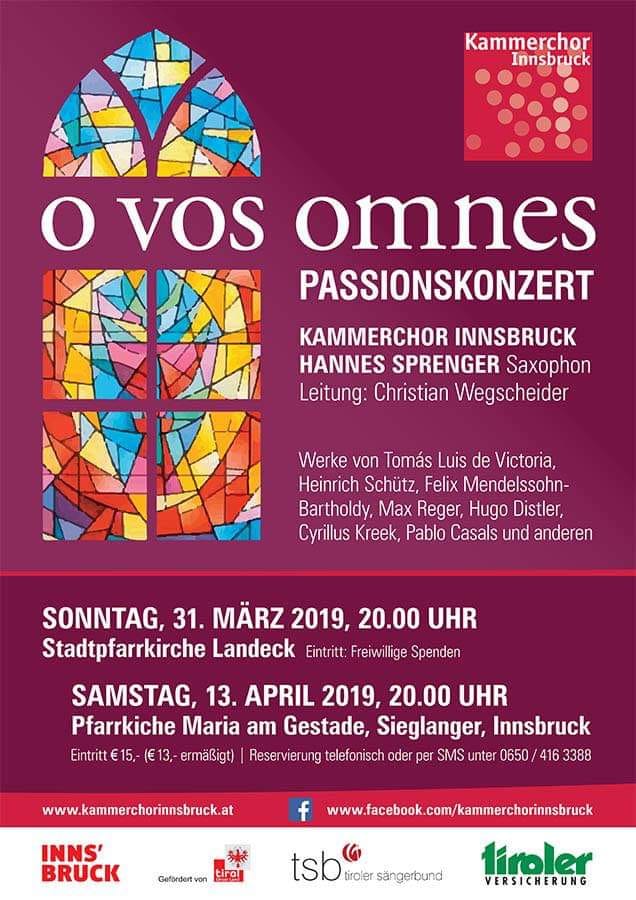 Kammerchor
Innsbruck
o vos omnes
PASSIONSKONZERT
KAMMERCHOR INNSBRUCK
HANNES SPRENGER Saxophon
Leitung: Christian Wegscheider
Werke von Tomás Luis de Victoria,
Heinrich Schütz, Felix Mendelssohn-
Bartholdy, Max Reger, Hugo Distler,
Cyrillus Kreek, Pablo Casals und anderen
SONNTAG, 31. MÄRZ 2019, 20.00 UHR
Stadtpfarrkirche Landeck Eintritt: Freiwillige Spenden
SAMSTAG, 13. APRIL 2019, 20.00 UHR
Pfarrkiche Maria am Gestade, Sieglanger, Innsbruck
Eintritt € 15,- (€ 13,- ermäßigt) | Reservierung telefonisch oder per SMS unter 0650 / 416 3388
www.kammerchorinnsbruck.at
www.facebook.com/kammerchorinnsbruck
INNS'
BRUCK
Gefördert von
tirol
Unser Land
tsb
tiroler sängerbund
tiroler
VERSICHERUNG